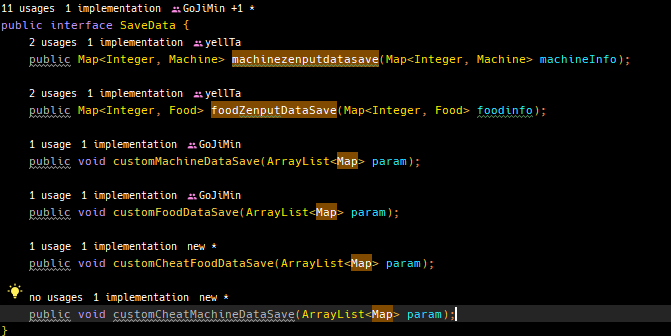 11 usages 1 implementation GoJiMin +1 *
public interface SaveData {
2 usages 1 implementation yellTa
public Map<Integer, Machine> machinezenputdatasave(Map<Integer, Machine> machineInfo);
2 usages 1 implementation yellTa
public Map<Integer, Food> foodZenputDataSave(Map<Integer, Food> foodinfo);
1 usage 1 implementation GoJiMin
public void customMachineDataSave(ArrayList<Map> param);
1 usage 1 implementation GoJiMin
public void customFoodDataSave(ArrayList<Map> param);
1 usage 1 implementation new *
public void customCheatFoodDataSave(ArrayList<Map> param);
no usages 1 implementation new *
public void customCheatMachineDataSave(ArrayList<Map> param);
}